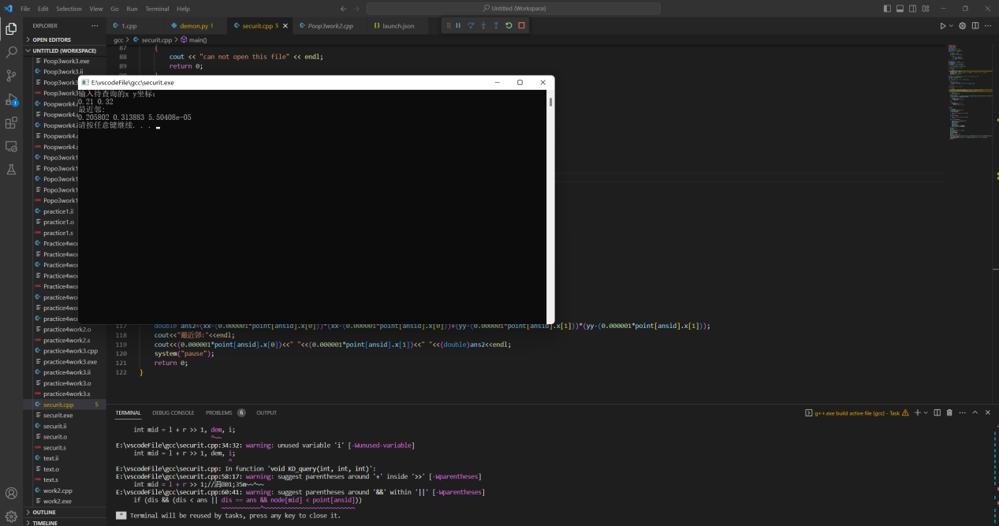 File Edit Selection View Go Run Terminal Help
Untitled (Workspace)
EXPLORER
1.cpp
demon.py 1
securit.cpp 5
Poop3work2.cpp
launch.json
OPEN EDITORS
gcc > securit.cpp > main()
UNTITLED (WORKSPACE)
Poop3work3.exe
Poop3work3.ii
Poop3work3
Poop3work3
Poopwork4.
Poopwork4.
Poopwork4.i
Poopwork4.
Poopwork4.s
Popo3work1
Popo3work1
Popo3work1
Popo3work1
Popo3work1
practice1.ii
practice1.o
practice1.s
Practice4wo
Practice4wo
Practice4wo
Practice4wo
Practice4wo
practice4wo
practice4wo
practice4wo
practice4work2.o
practice4work2.s
practice4work3.cpp
practice4work3.exe
practice4work3.ii
practice4work3.o
practice4work3.s
securit.cpp 5
securit.exe
securit.ii
securit.o
securit.s
text.ii
text.o
text.s
work2.cpp
work2.exe
OUTLINE
TIMELINE
1
87 {
88 cout << "can not open this file" << endl;
89 return 0;
E:\vscodeFile\gcc\securit.exe
输入待查询的x y坐标:
0.21 0.32
最近邻:
0.205802 0.313883 5.50408e-05
请按任意键继续. . .
117 double ans2=(xx-(0.000001*point[ansid].x[0]))*(xx-(0.000001*point[ansid].x[0]))+(yy-(0.000001*point[ansid].x[1]))*(yy-(0.000001*point[ansid].x[1]));
118 cout<<"最近邻:"<<endl;
119 cout<<(0.000001*point[ansid].x[0])<<" "<<(0.000001*point[ansid].x[1])<<" "<<(double)ans2<<endl;
120 system("pause");
121 return 0;
122 }
TERMINAL DEBUG CONSOLE PROBLEMS 6 OUTPUT
g++.exe build active file (gcc) - Task
int mid = l + r >> 1, dem, i;
^~~
E:\vscodeFile\gcc\securit.cpp:34:32: warning: unused variable 'i' [-Wunused-variable]
int mid = l + r >> 1, dem, i;
^
E:\vscodeFile\gcc\securit.cpp: In function 'void KD_query(int, int, int)':
E:\vscodeFile\gcc\securit.cpp:58:17: warning: suggest parentheses around '+' inside '>>' [-Wparentheses]
int mid = l + r >> 1;//
E:\vscodeFile\gcc\securit.cpp:60:41: warning: suggest parentheses around '&&' within '||' [-Wparentheses]
if (dis && (dis < ans || dis == ans && node[mid] < point[ansid]))
* Terminal will be reused by tasks, press any key to close it.